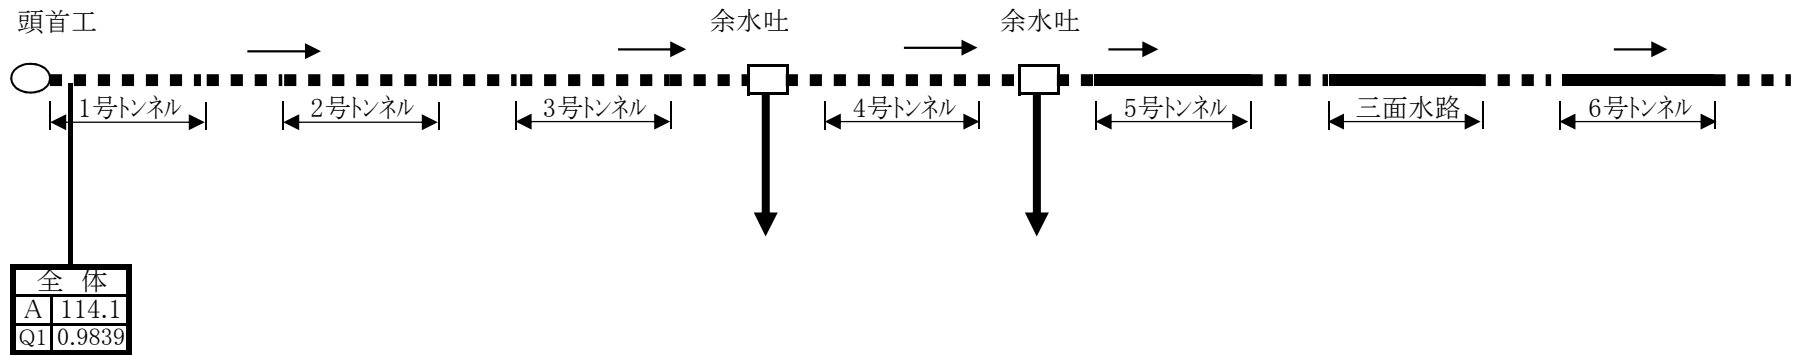 頭首工
余水吐
余水吐
1号トンネル
2号トンネル
3号トンネル
4号トンネル
5号トンネル
三面水路
6号トンネル
全 体
A 114.1
Q1 0.9839